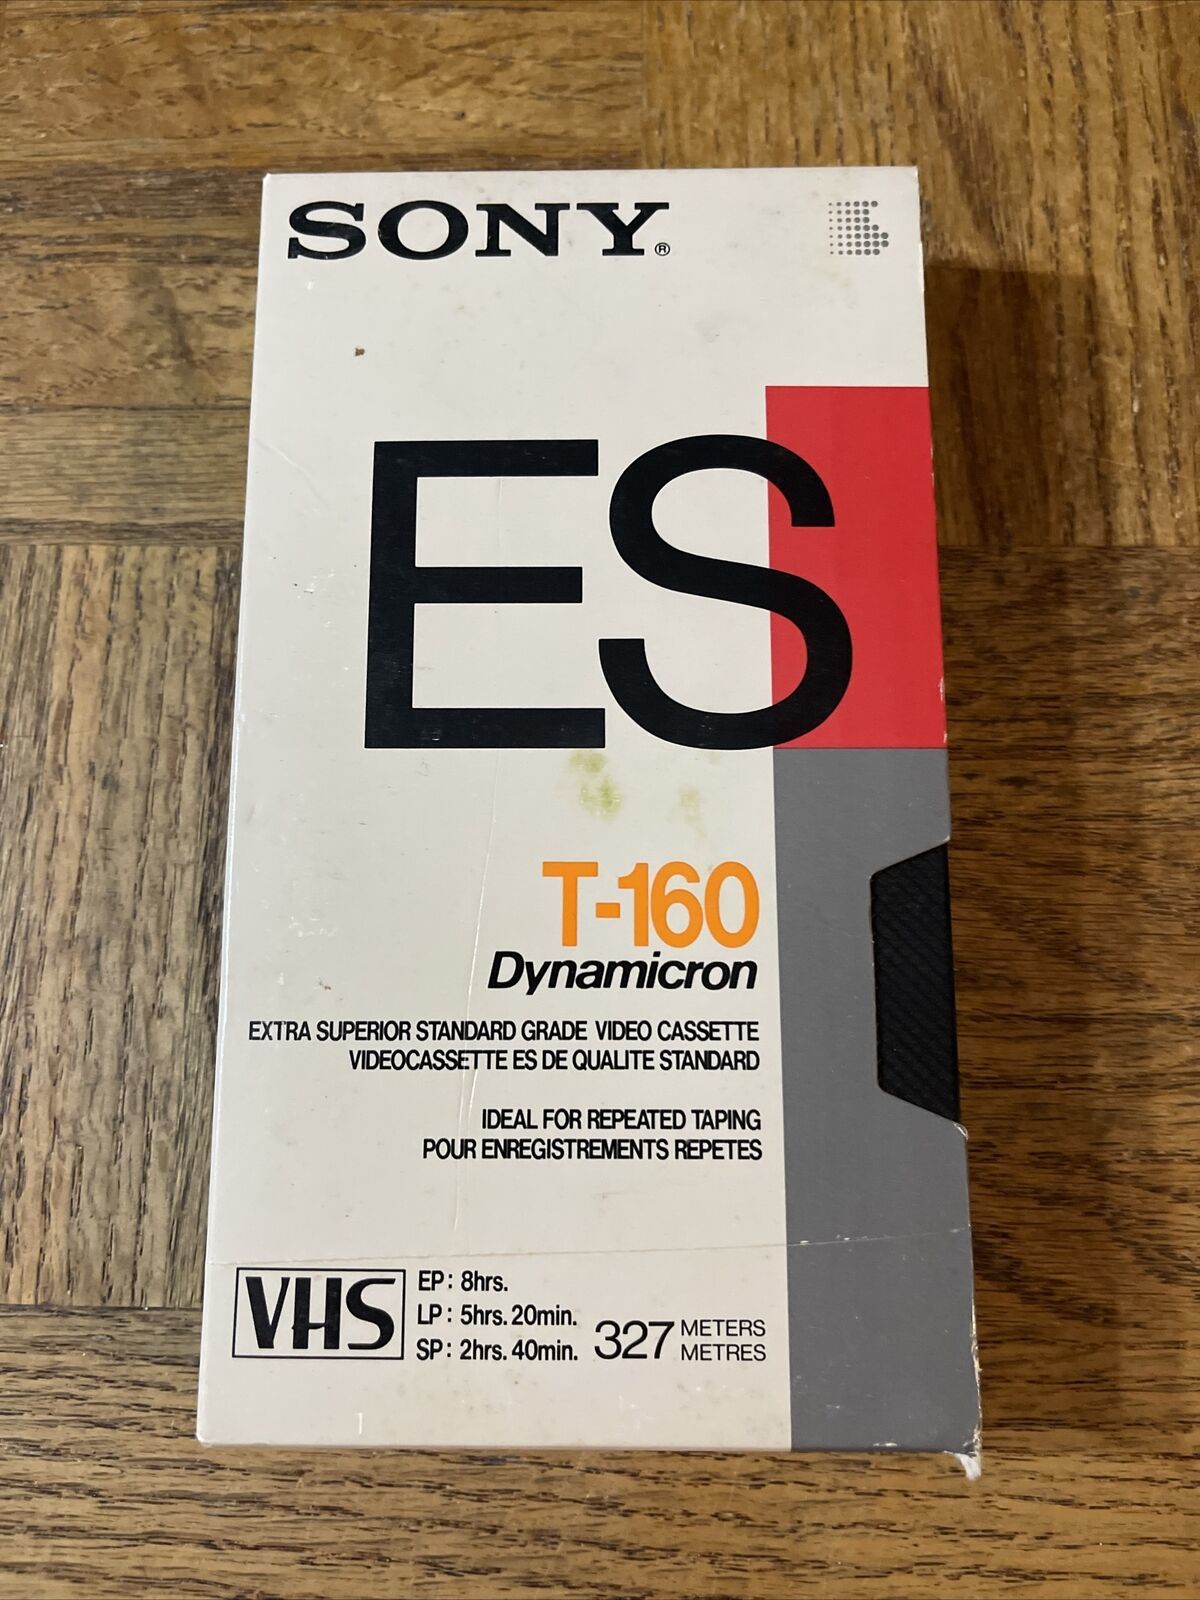 SONY®
ES
T-160
Dynamicron
EXTRA SUPERIOR STANDARD GRADE VIDEO CASSETTE
VIDEOCASSETTE ES DE QUALITE STANDARD
IDEAL FOR REPEATED TAPING
POUR ENREGISTREMENTS REPETES
VHS
EP: 8hrs.
LP: 5hrs. 20min.
SP: 2hrs. 40min.
327 METERS
METRES